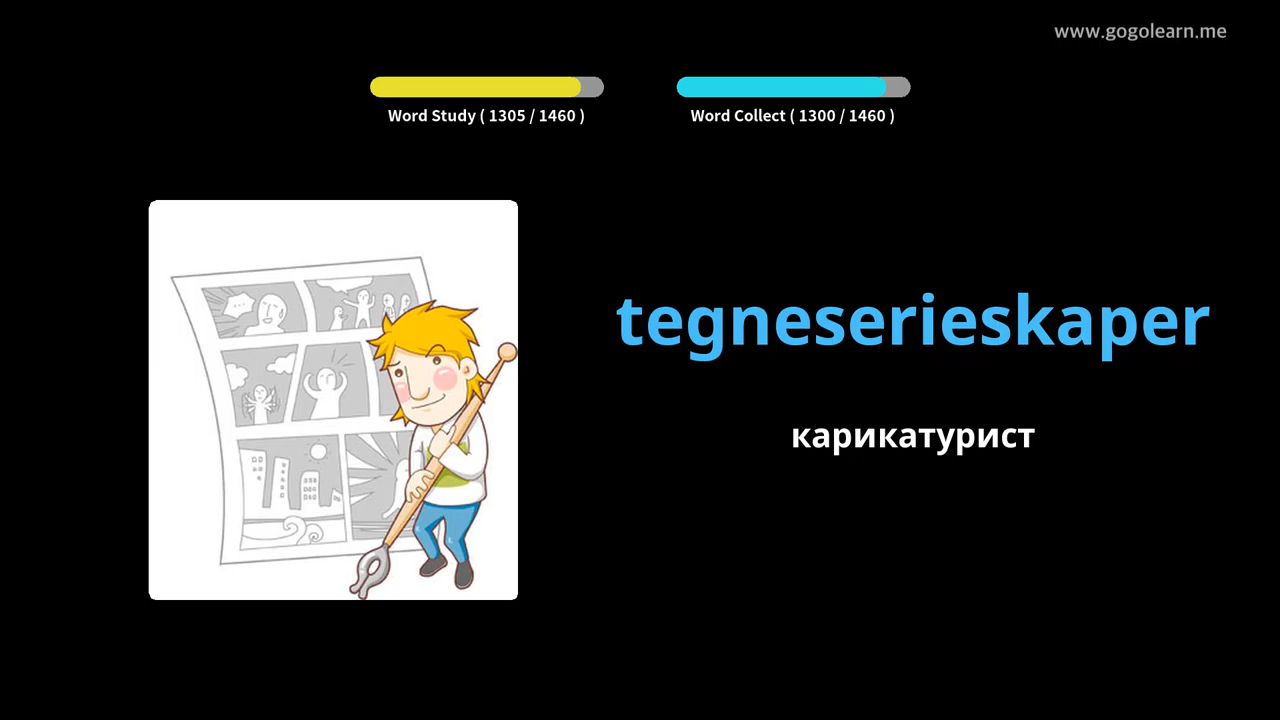 www.gogolearn.me
Word Study ( 1305 / 1460 )
Word Collect ( 1300 / 1460 )
tegneserieskaper
карикатурист